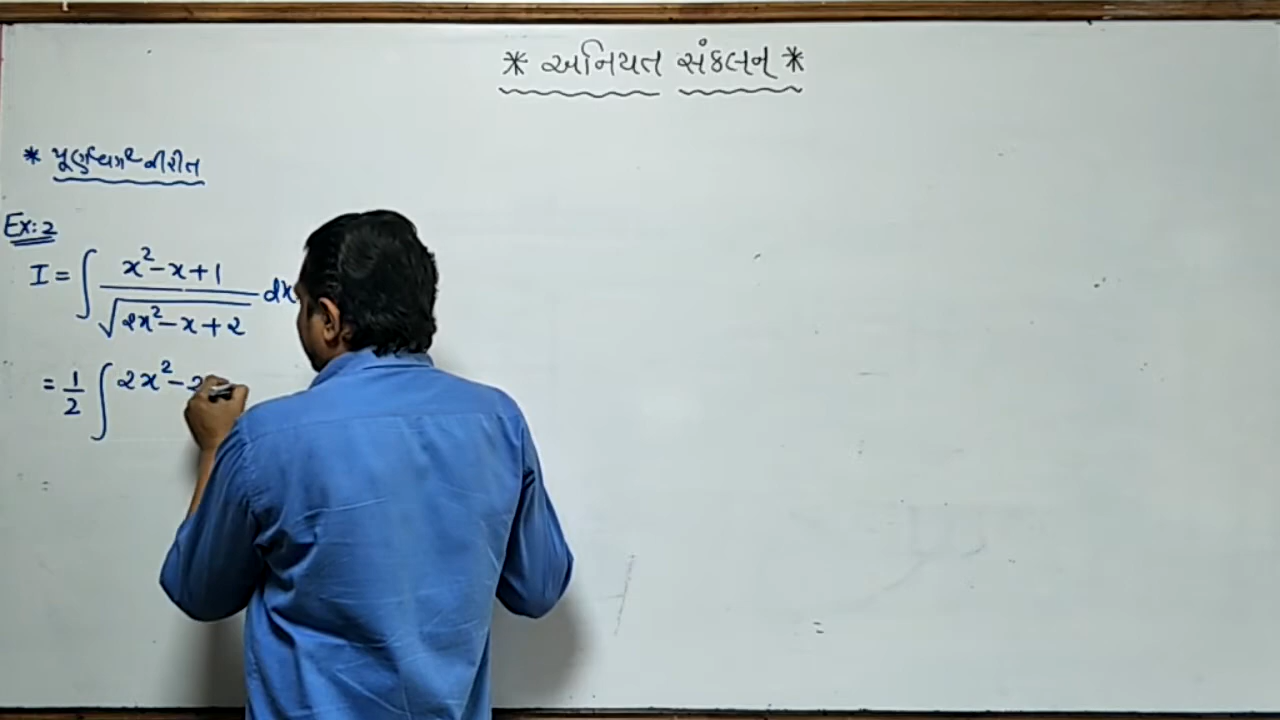 * અનિયત સંકલન *
* પૂર્ણવર્ગની રીત
Ex:2
I = ∫ x² - x + 1 / √(2x² - x + 2) dx
= 1/2 ∫ 2x² - 2